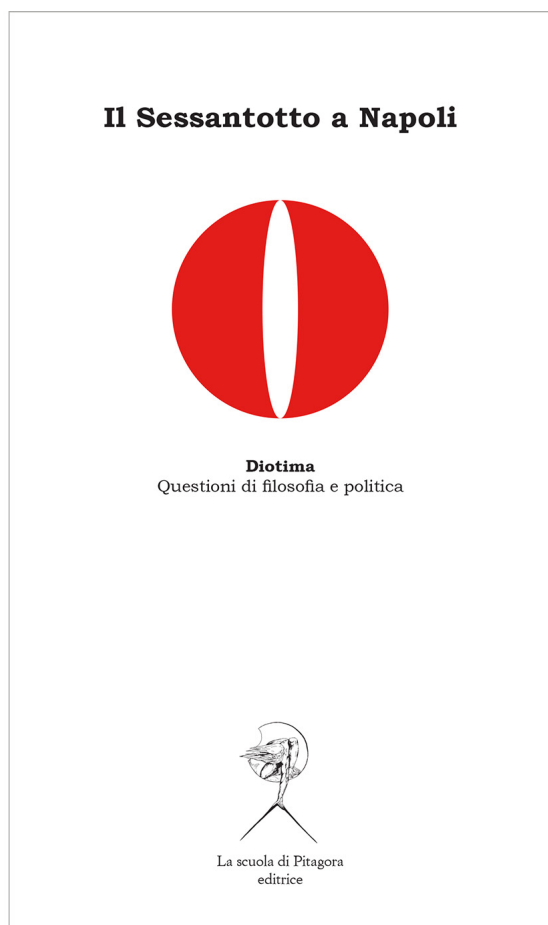 Il Sessantotto a Napoli
Diotima
Questioni di filosofia e politica
La scuola di Pitagora
editrice